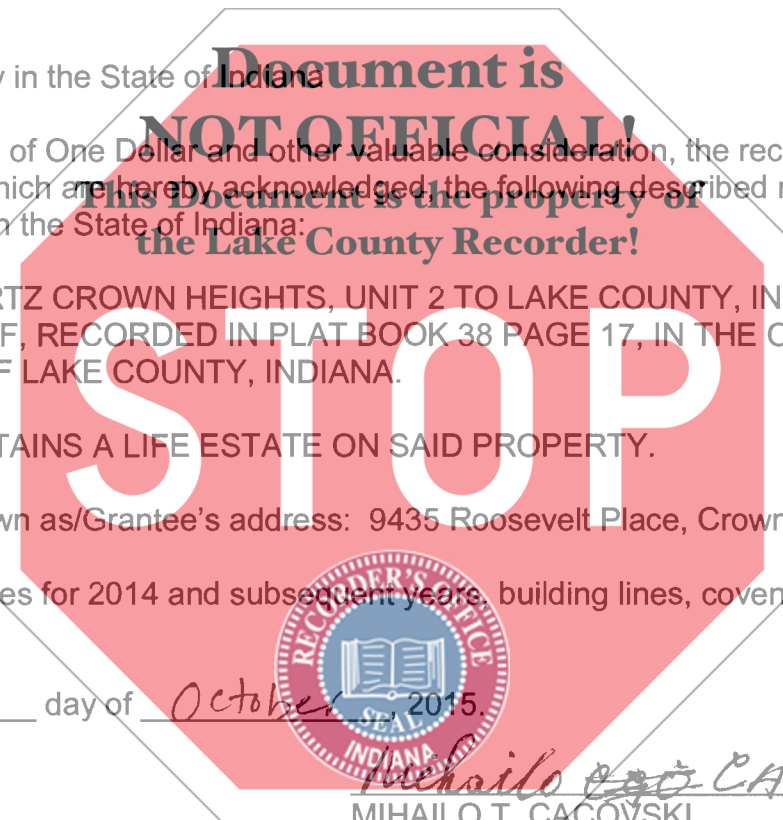 y in the State of Indiana
Document is
NOT OFFICIAL!
of One Dollar and other valuable consideration, the rec
This Document is the property of
hich are hereby acknowledged, the following described r
the Lake County Recorder!
n the State of Indiana:
RTZ CROWN HEIGHTS, UNIT 2 TO LAKE COUNTY, IN
F, RECORDED IN PLAT BOOK 38 PAGE 17, IN THE
F LAKE COUNTY, INDIANA.
STOP
TAINS A LIFE ESTATE ON SAID PROPERTY.
wn as/Grantee's address: 9435 Roosevelt Place, Crown
es for 2014 and subsequent years, building lines, coven
RECORDER'S OFFICE
SEAL
INDIANA
day of October, 2015.
Mihailo CA
MIHAILO T. CACOVSKI